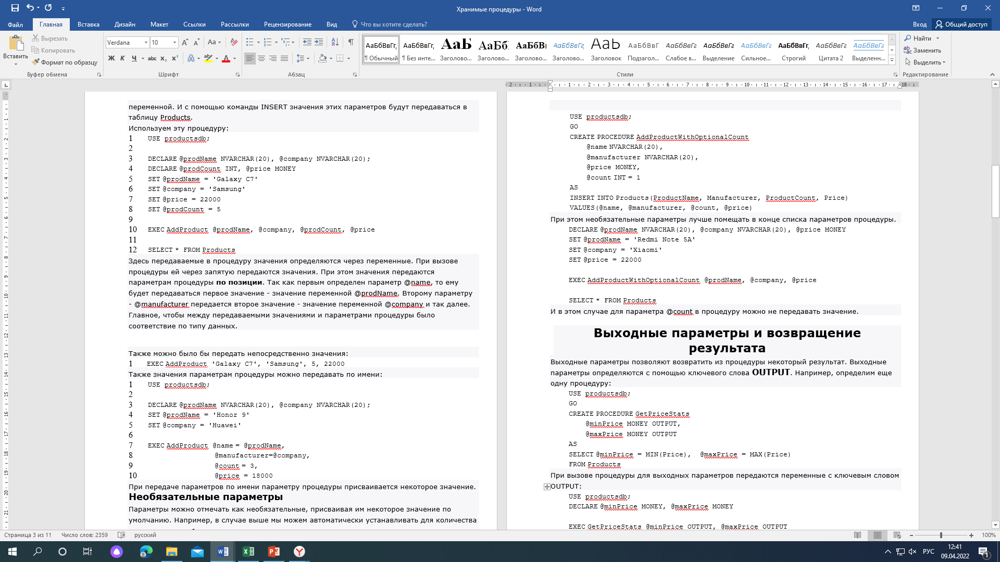 Хранимые процедуры - Word
Файл
Главная
Вставка
Дизайн
Макет
Ссылки
Рассылки
Рецензирование
Вид
Что вы хотите сделать?
Вход
Общий доступ
Вставить
Вырезать
Копировать
Формат по образцу
Буфер обмена
Verdana
10
Шрифт
Абзац
¶ Обычный
¶ Без инте...
Заголово...
Заголово...
Заголово...
Заголово...
Заголовок
Подзагол...
Слабое в...
Выделение
Сильное...
Строгий
Цитата 2
Выделенн...
Стили
Найти
Заменить
Выделить
Редактирование
переменной. И с помощью команды INSERT значения этих параметров будут передаваться в
таблицу Products.
Используем эту процедуру:
1 USE productsdb;
2
3 DECLARE @prodName NVARCHAR(20), @company NVARCHAR(20);
4 DECLARE @prodCount INT, @price MONEY
5 SET @prodName = 'Galaxy C7'
6 SET @company = 'Samsung'
7 SET @price = 22000
8 SET @prodCount = 5
9
10 EXEC AddProduct @prodName, @company, @prodCount, @price
11
12 SELECT * FROM Products
Здесь передаваемые в процедуру значения определяются через переменные. При вызове
процедуры ей через запятую передаются значения. При этом значения передаются
параметрам процедуры по позиции. Так как первым определен параметр @name, то ему
будет передаваться первое значение - значение переменной @prodName. Второму параметру
- @manufacturer передается второе значение - значение переменной @company и так далее.
Главное, чтобы между передаваемыми значениями и параметрами процедуры было
соответствие по типу данных.
Также можно было бы передать непосредственно значения:
1 EXEC AddProduct 'Galaxy C7', 'Samsung', 5, 22000
Также значения параметрам процедуры можно передавать по имени:
1 USE productsdb;
2
3 DECLARE @prodName NVARCHAR(20), @company NVARCHAR(20);
4 SET @prodName = 'Honor 9'
5 SET @company = 'Huawei'
6
7 EXEC AddProduct @name = @prodName,
8 @manufacturer=@company,
9 @count = 3,
10 @price = 18000
При передаче параметров по имени параметру процедуры присваивается некоторое значение.
Необязательные параметры
Параметры можно отмечать как необязательные, присваивая им некоторое значение по
умолчанию. Например, в случае выше мы можем автоматически устанавливать для количества
USE productsdb;
GO
CREATE PROCEDURE AddProductWithOptionalCount
@name NVARCHAR(20),
@manufacturer NVARCHAR(20),
@price MONEY,
@count INT = 1
AS
INSERT INTO Products(ProductName, Manufacturer, ProductCount, Price)
VALUES(@name, @manufacturer, @count, @price)
При этом необязательные параметры лучше помещать в конце списка параметров процедуры.
DECLARE @prodName NVARCHAR(20), @company NVARCHAR(20), @price MONEY
SET @prodName = 'Redmi Note 5A'
SET @company = 'Xiaomi'
SET @price = 22000
EXEC AddProductWithOptionalCount @prodName, @company, @price
SELECT * FROM Products
И в этом случае для параметра @count в процедуру можно не передавать значение.
Выходные параметры и возвращение
результата
Выходные параметры позволяют возвратить из процедуры некоторый результат. Выходные
параметры определяются с помощью ключевого слова OUTPUT. Например, определим еще
одну процедуру:
USE productsdb;
GO
CREATE PROCEDURE GetPriceStats
@minPrice MONEY OUTPUT,
@maxPrice MONEY OUTPUT
AS
SELECT @minPrice = MIN(Price), @maxPrice = MAX(Price)
FROM Products
При вызове процедуры для выходных параметров передаются переменные с ключевым словом
OUTPUT:
USE productsdb;
DECLARE @minPrice MONEY, @maxPrice MONEY
EXEC GetPriceStats @minPrice OUTPUT, @maxPrice OUTPUT
Страница 3 из 11
Число слов: 2359
русский
100%
РУС
12:41
09.04.2022
1